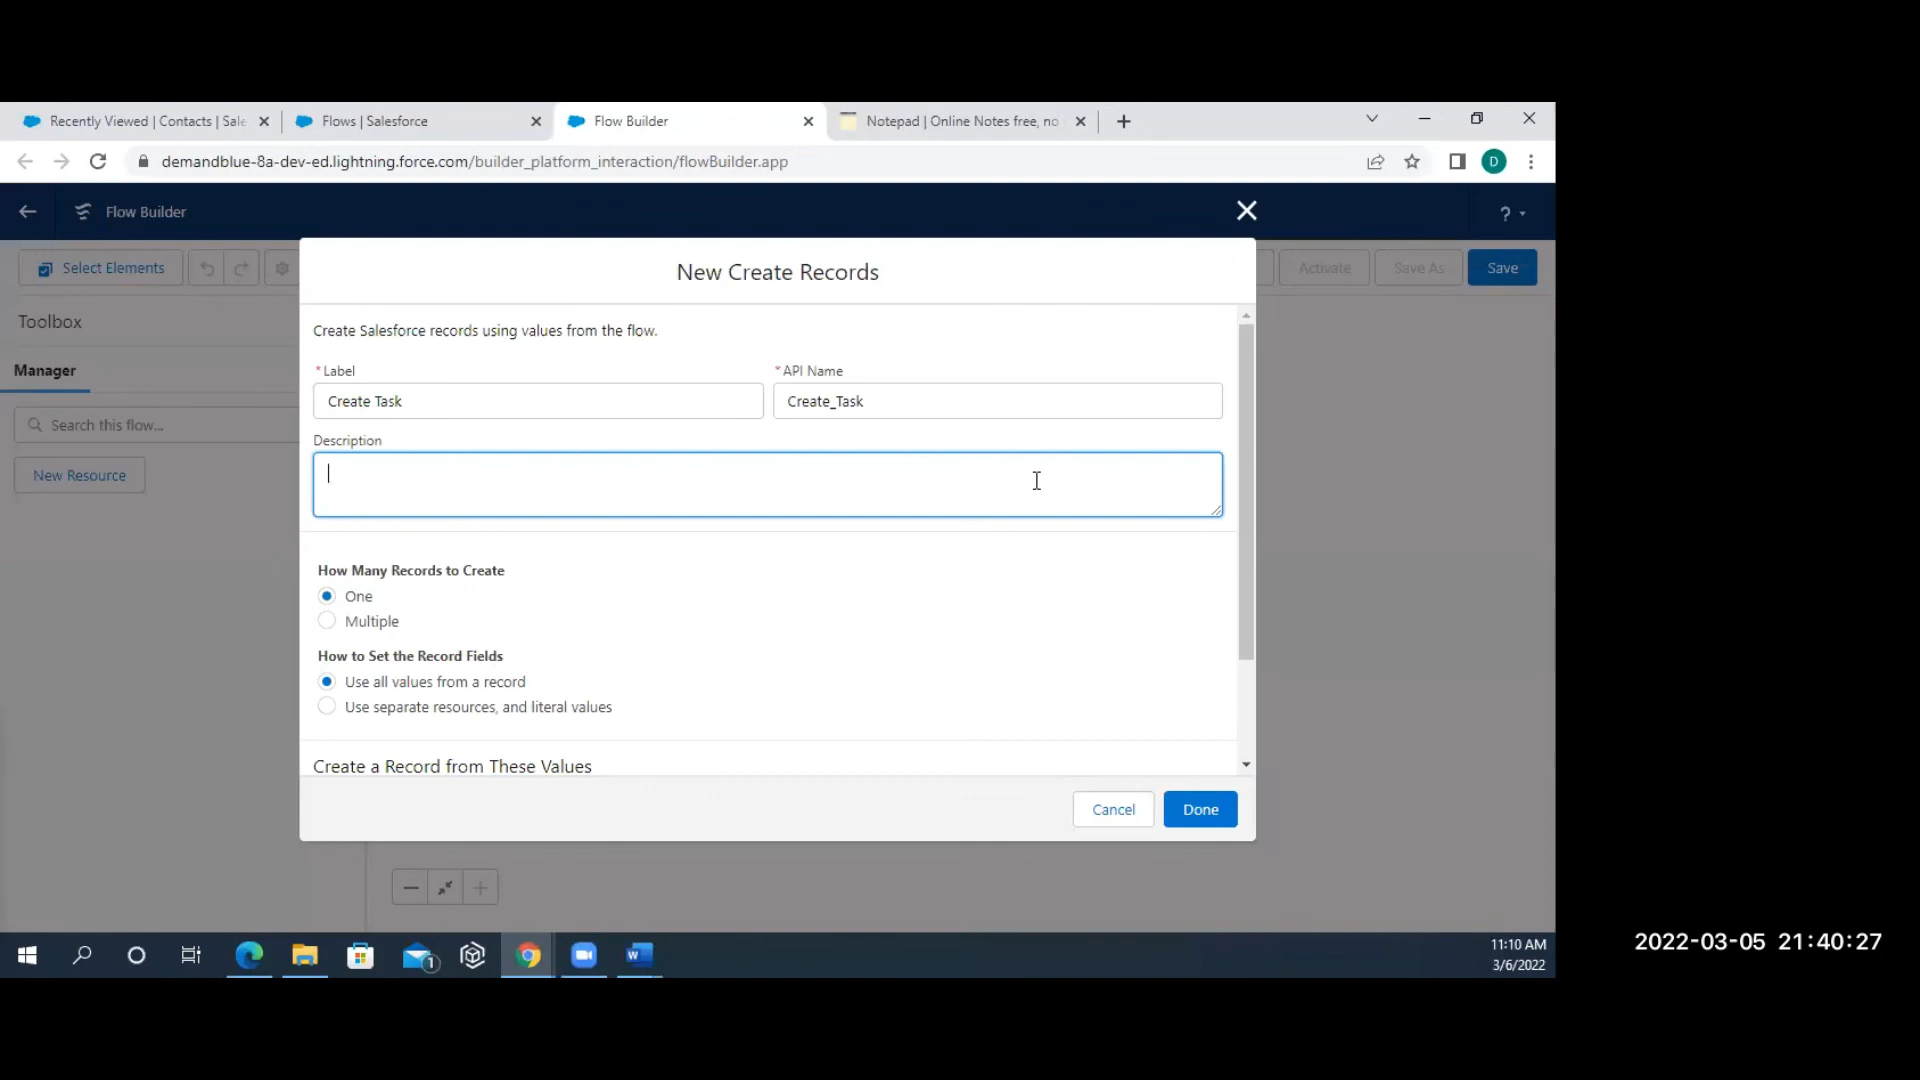 Recently Viewed | Contacts | Sale
Flows | Salesforce
Flow Builder
Notepad | Online Notes free, no
demandblue-8a-dev-ed.lightning.force.com/builder_platform_interaction/flowBuilder.app
D
Flow Builder
?
New Create Records
Select Elements
Activate
Save As
Save
Toolbox
Create Salesforce records using values from the flow.
Manager
* Label
* API Name
Create Task
Create_Task
Search this flow...
Description
New Resource
How Many Records to Create
One
Multiple
How to Set the Record Fields
Use all values from a record
Use separate resources, and literal values
Create a Record from These Values
Cancel
Done
1
W
11:10 AM
3/6/2022
2022-03-05 21:40:27